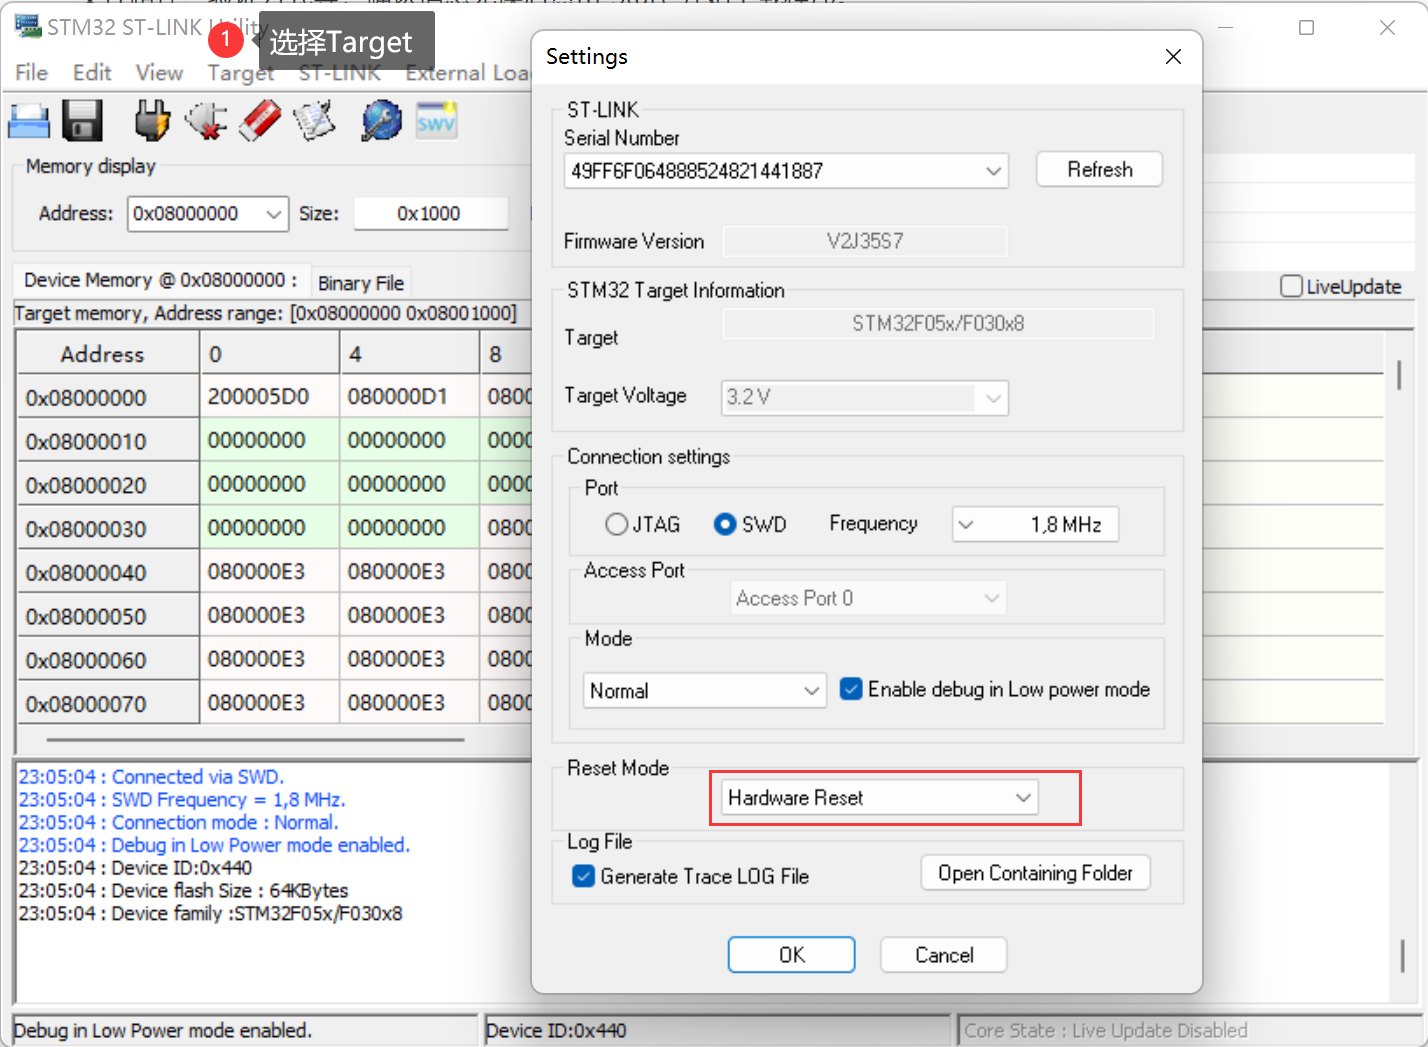 STM32 ST-LINK Utility
1
选择Target
File Edit View Target ST-LINK External
SWV
Memory display
Address: 0x08000000 Size: 0x1000
Device Memory @ 0x08000000 : Binary File
LiveUpdate
Target memory, Address range: [0x08000000 0x08001000]
Address 0 4 8
0x08000000 200005D0 080000D1
0x08000010 00000000 00000000
0x08000020 00000000 00000000
0x08000030 00000000 00000000
0x08000040 080000E3 080000E3
0x08000050 080000E3 080000E3
0x08000060 080000E3 080000E3
0x08000070 080000E3 080000E3
23:05:04 : Connected via SWD.
23:05:04 : SWD Frequency = 1,8 MHz.
23:05:04 : Connection mode : Normal.
23:05:04 : Debug in Low Power mode enabled.
23:05:04 : Device ID:0x440
23:05:04 : Device flash Size : 64KBytes
23:05:04 : Device family :STM32F05x/F030x8
Debug in Low Power mode enabled. Device ID:0x440 Core State : Live Update Disabled
Settings
ST-LINK
Serial Number
49FF6F064888524821441887 Refresh
Firmware Version V2J35S7
STM32 Target Information
Target STM32F05x/F030x8
Target Voltage 3.2 V
Connection settings
Port
JTAG SWD Frequency 1,8 MHz
Access Port
Access Port 0
Mode
Normal Enable debug in Low power mode
Reset Mode
Hardware Reset
Log File
Generate Trace LOG File Open Containing Folder
OK Cancel